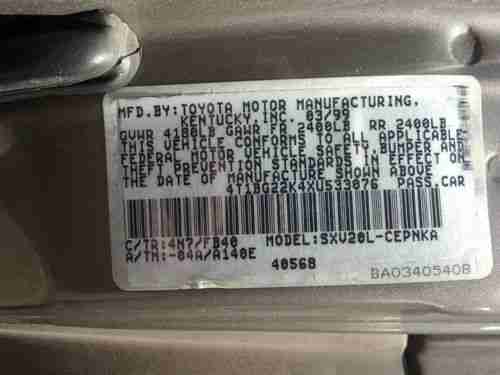 MFD.BY:TOYOTA MOTOR MANUFACTURING,
KENTUCKY,INC. 03/99
GVWR 4180LB GAWR FR 2400LB RR 2400LB
THIS VEHICLE CONFORMS TO ALL APPLICABLE
FEDERAL MOTOR VEHICLE SAFETY, BUMPER AND
THEFT PREVENTION STANDARDS IN EFFECT ON
THE DATE OF MANUFACTURE SHOWN ABOVE.
4T1BG22K4XU533076 PASS.CAR
C/TR:4N7/FB40 MODEL:SXV20L-CEPNKA
A/TM:-04A/A140E
4056B BA0340540B